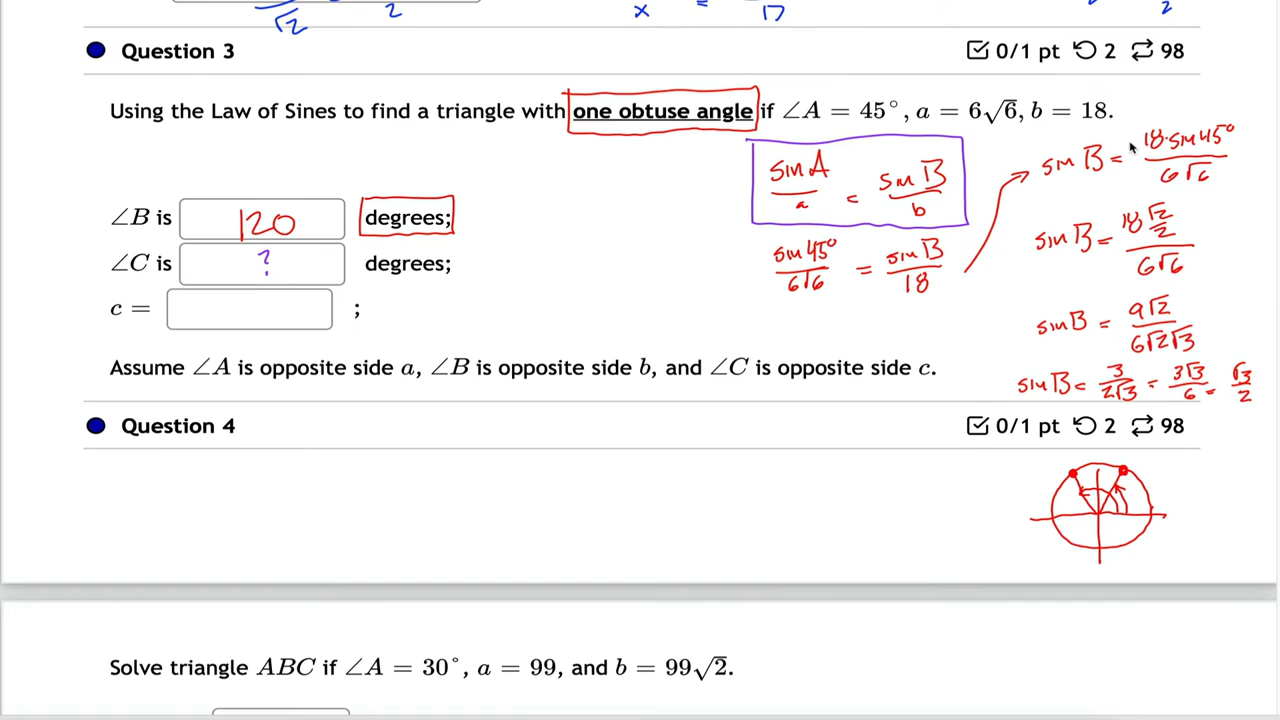 √2 2 x = 17 2
Question 3 0/1 pt 2 98
Using the Law of Sines to find a triangle with one obtuse angle if ∠A = 45°, a = 6√6, b = 18.
sin A / a = sin B / b
sin 45° / 6√6 = sin B / 18
sin B = 18·sin 45° / 6√6
sin B = 18 √2/2 / 6√6
sin B = 9√2 / 6√2√3
sin B = 3 / 2√3 = 3√3 / 6 = √3 / 2
∠B is 120 degrees;
∠C is ? degrees;
c = ;
Assume ∠A is opposite side a, ∠B is opposite side b, and ∠C is opposite side c.
Question 4 0/1 pt 2 98
Solve triangle ABC if ∠A = 30°, a = 99, and b = 99√2.